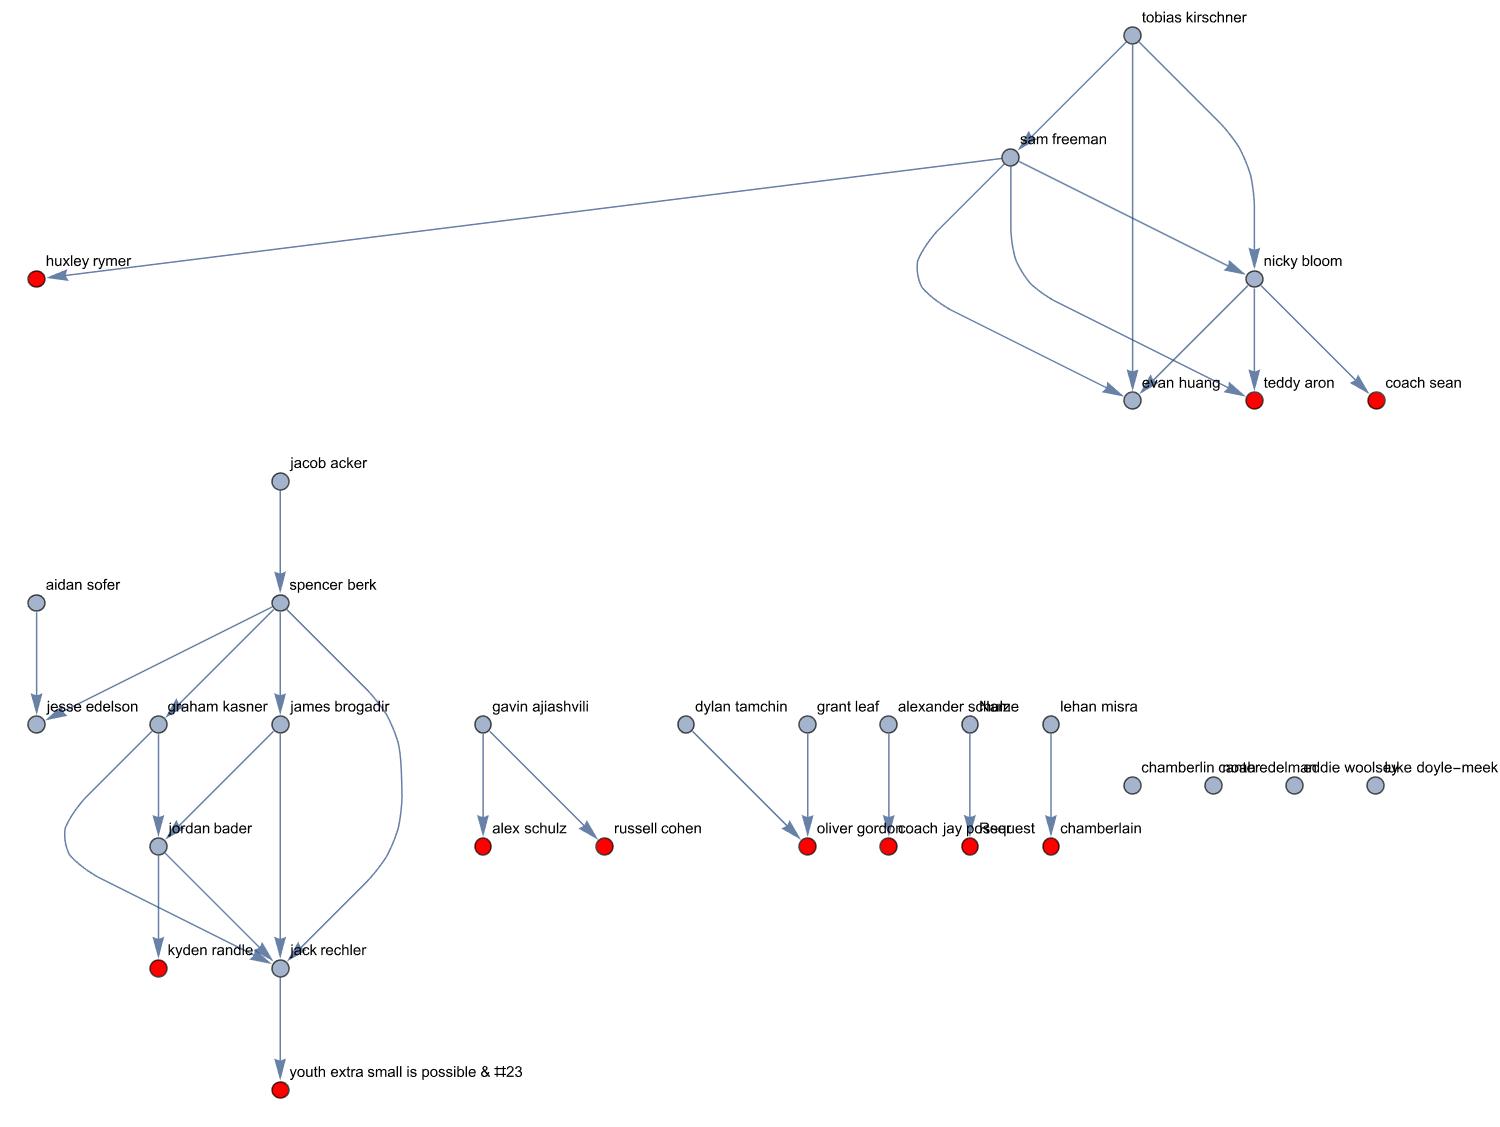 tobias kirschner
sam freeman
huxley rymer
nicky bloom
evan huang
teddy aron
coach sean
jacob acker
aidan sofer
spencer berk
jesse edelson
graham kasner
james brogadir
gavin ajiashvili
dylan tamchin
grant leaf
alexander
Name
lehan misra
chamberlin
noah edelman
eddie woolsey
luke doyle-meek
jordan bader
alex schulz
russell cohen
oliver gordon
coach jay posner
Request
chamberlain
kyden randle
jack rechler
youth extra small is possible & #23